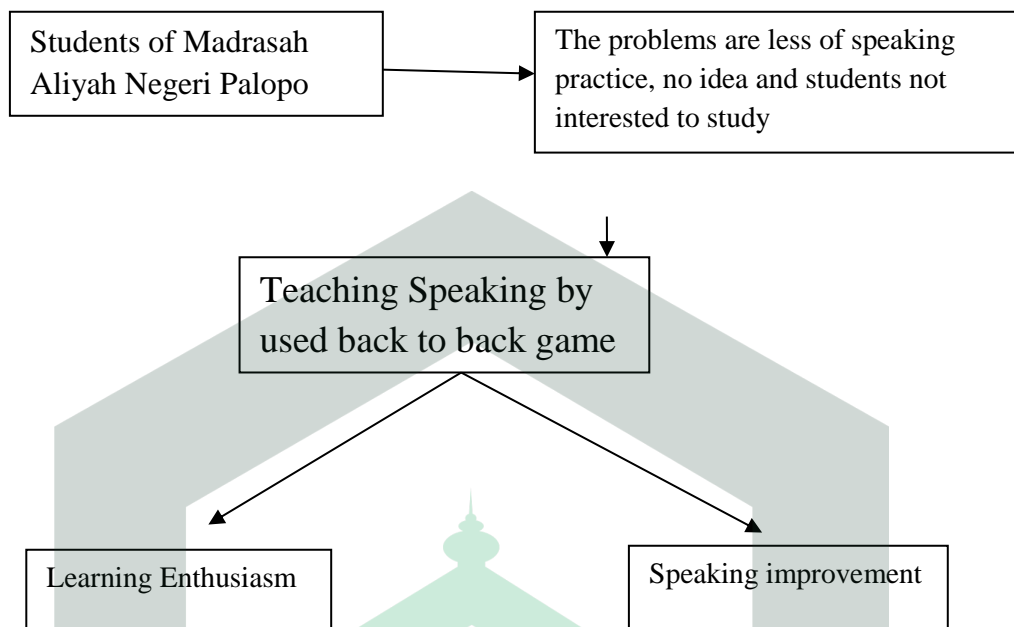 Students of Madrasah
Aliyah Negeri Palopo
The problems are less of speaking
practice, no idea and students not
interested to study
Teaching Speaking by
used back to back game
Learning Enthusiasm
Speaking improvement